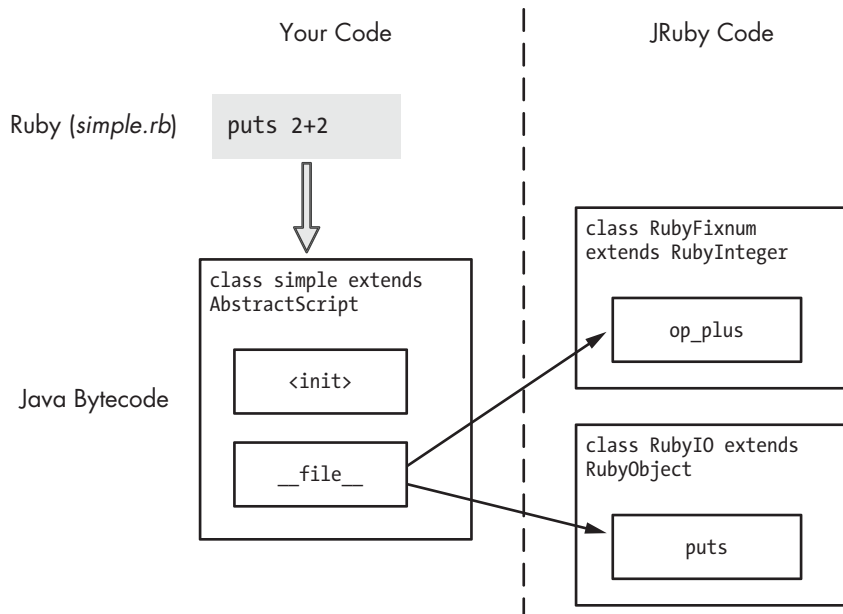 Your Code
JRuby Code
Ruby (simple.rb)
puts 2+2
class simple extends
AbstractScript
<init>
__file__
Java Bytecode
class RubyFixnum
extends RubyInteger
op_plus
class RubyIO extends
RubyObject
puts